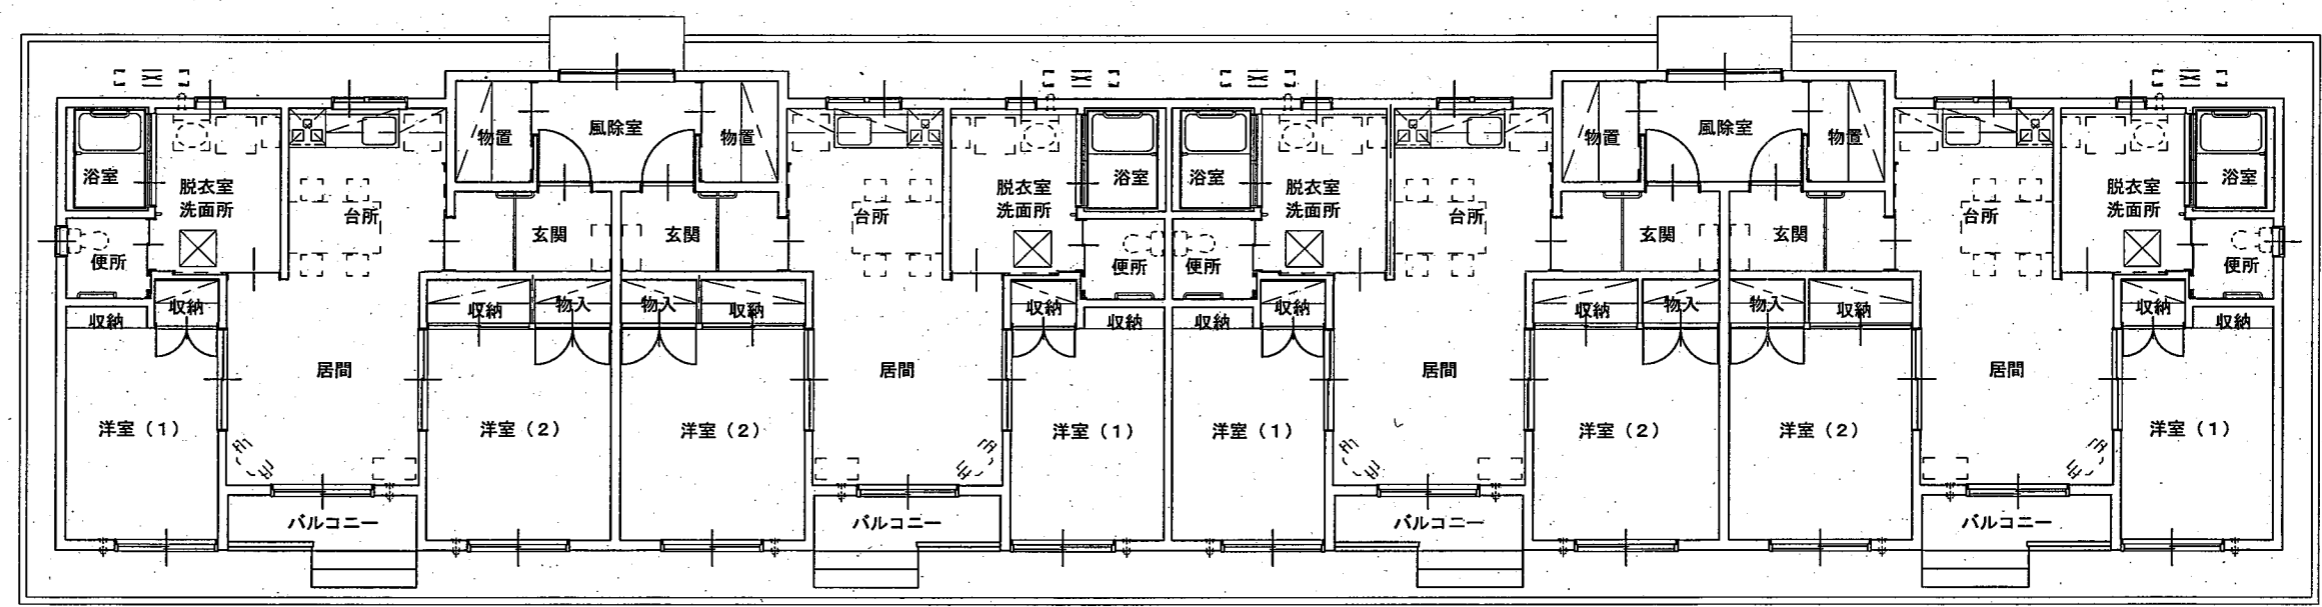 物置
風除室
物置
物置
風除室
物置
浴室
脱衣室
洗面所
台所
玄関
玄関
台所
脱衣室
洗面所
浴室
浴室
脱衣室
洗面所
台所
玄関
玄関
台所
脱衣室
洗面所
浴室
便所
便所
便所
便所
収納
収納
収納
物入
物入
収納
収納
収納
収納
収納
収納
物入
物入
収納
収納
収納
居間
居間
居間
居間
洋室（1）
洋室（2）
洋室（2）
洋室（1）
洋室（1）
洋室（2）
洋室（2）
洋室（1）
バルコニー
バルコニー
バルコニー
バルコニー